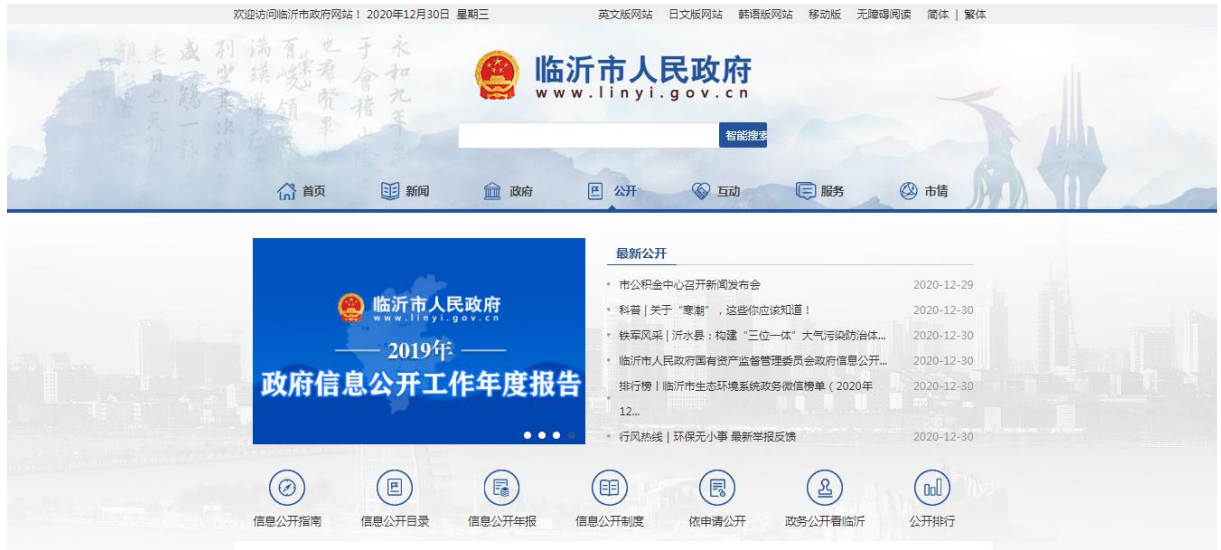 欢迎访问临沂市政府网站！2020年12月30日 星期三
英文版网站 日文版网站 韩语版网站 移动版 无障碍阅读 简体 | 繁体
永和九年
于會稽山
也
临沂市人民政府
www.linyi.gov.cn
智能搜索
首页 新闻 政府 公开 互动 服务 市情
临沂市人民政府
www.linyi.gov.cn
2019年
政府信息公开工作年度报告
最新公开
市公积金中心召开新闻发布会 2020-12-29
科普 | 关于“寒潮”，这些你应该知道！ 2020-12-30
铁军风采 | 沂水县：构建“三位一体”大气污染防治体... 2020-12-30
临沂市人民政府国有资产监督管理委员会政府信息公开... 2020-12-30
排行榜丨临沂市生态环境系统政务微信榜单（2020年 2020-12-30
12...
行风热线 | 环保无小事 最新举报反馈 2020-12-30
信息公开指南 信息公开目录 信息公开年报 信息公开制度 依申请公开 政务公开看临沂 公开排行